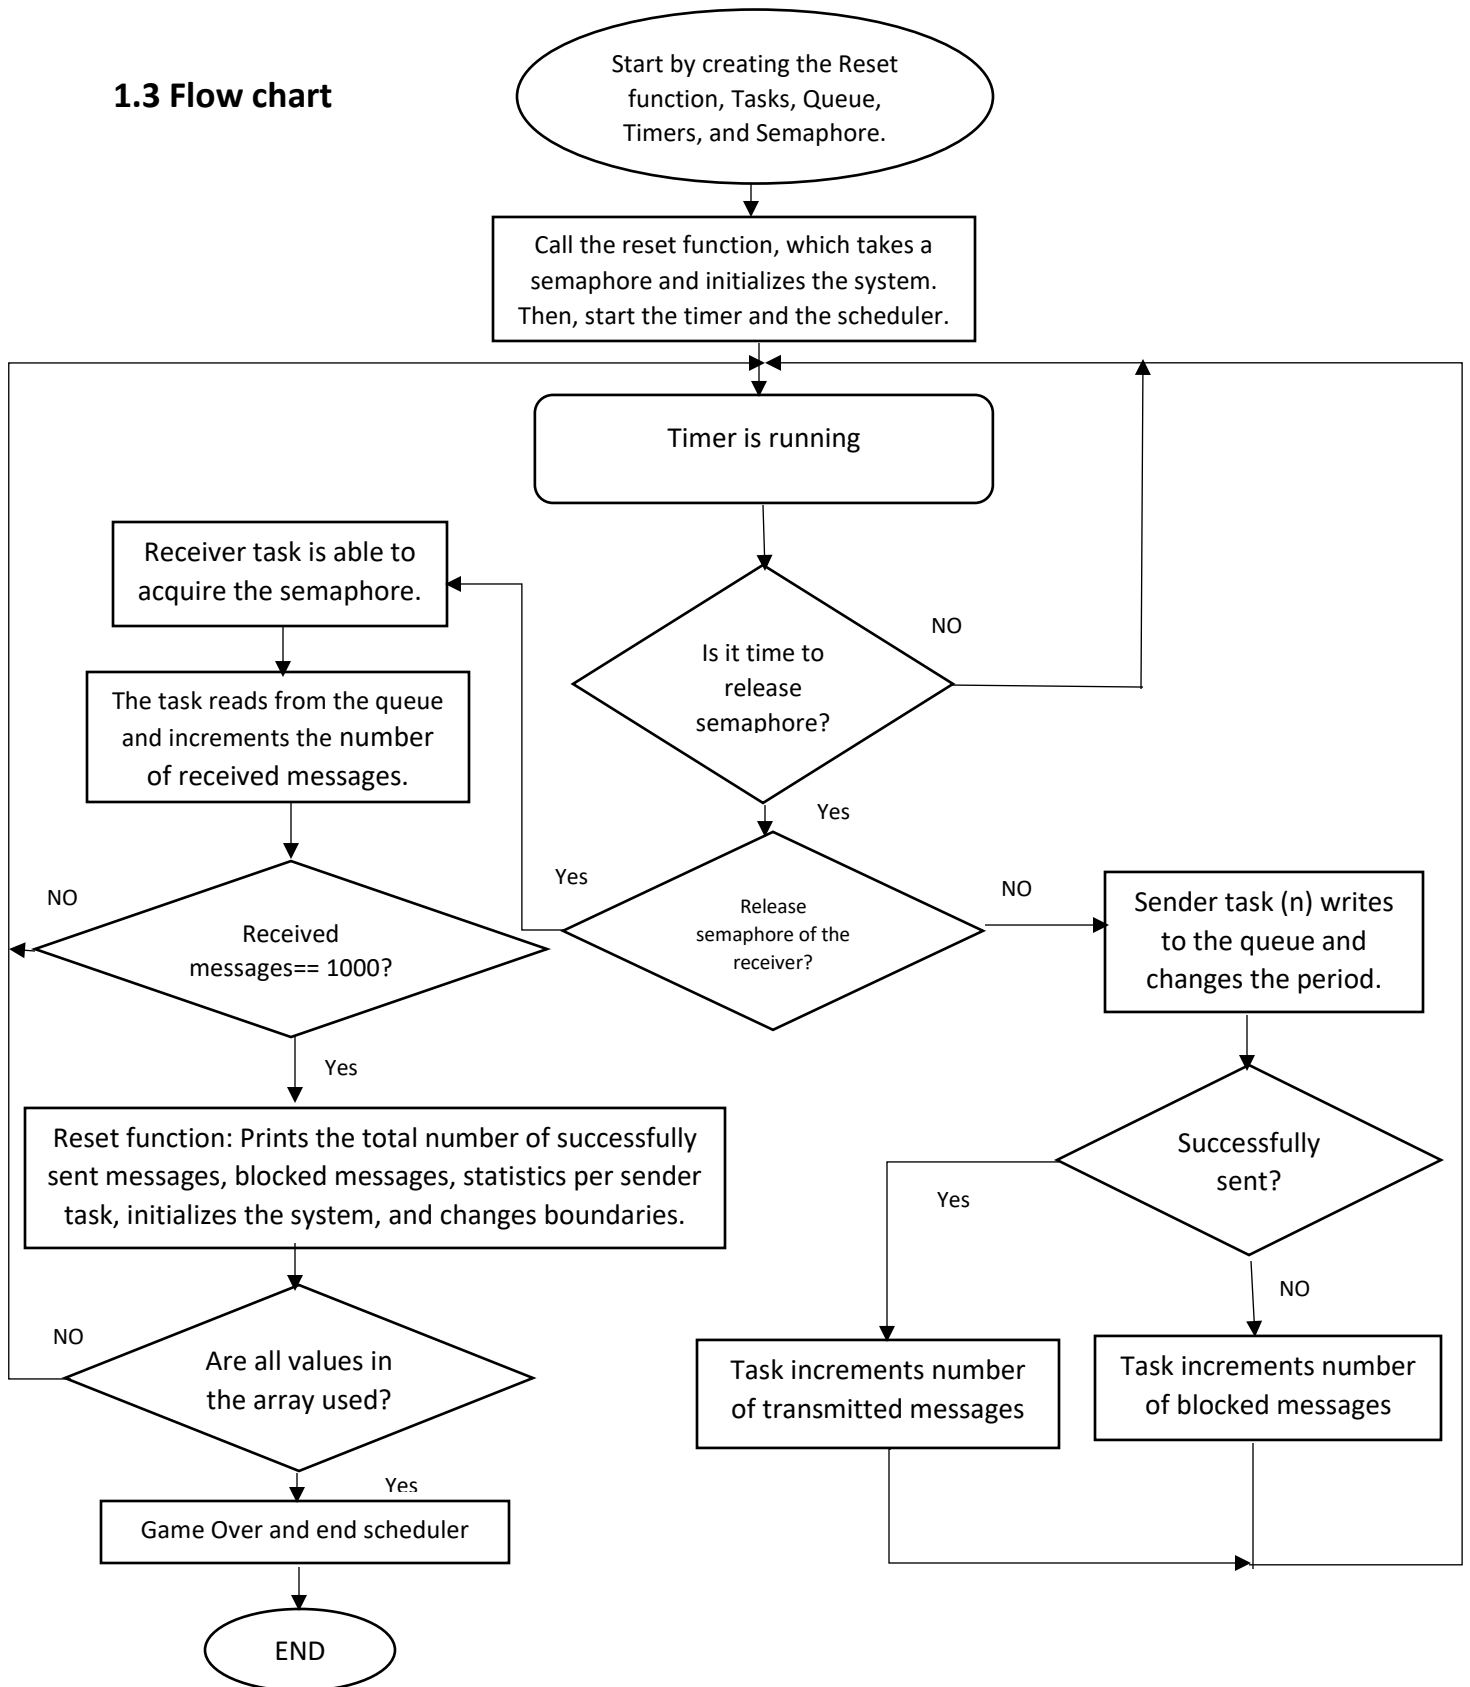 1.3 Flow chart
Start by creating the Reset
function, Tasks, Queue,
Timers, and Semaphore.
Call the reset function, which takes a
semaphore and initializes the system.
Then, start the timer and the scheduler.
Timer is running
Is it time to
release
semaphore?
NO
Yes
Release
semaphore of the
receiver?
Yes
NO
Receiver task is able to
acquire the semaphore.
The task reads from the queue
and increments the number
of received messages.
Received
messages== 1000?
NO
Yes
Reset function: Prints the total number of successfully
sent messages, blocked messages, statistics per sender
task, initializes the system, and changes boundaries.
Are all values in
the array used?
NO
Yes
Game Over and end scheduler
END
Sender task (n) writes
to the queue and
changes the period.
Successfully
sent?
Yes
NO
Task increments number
of transmitted messages
Task increments number
of blocked messages